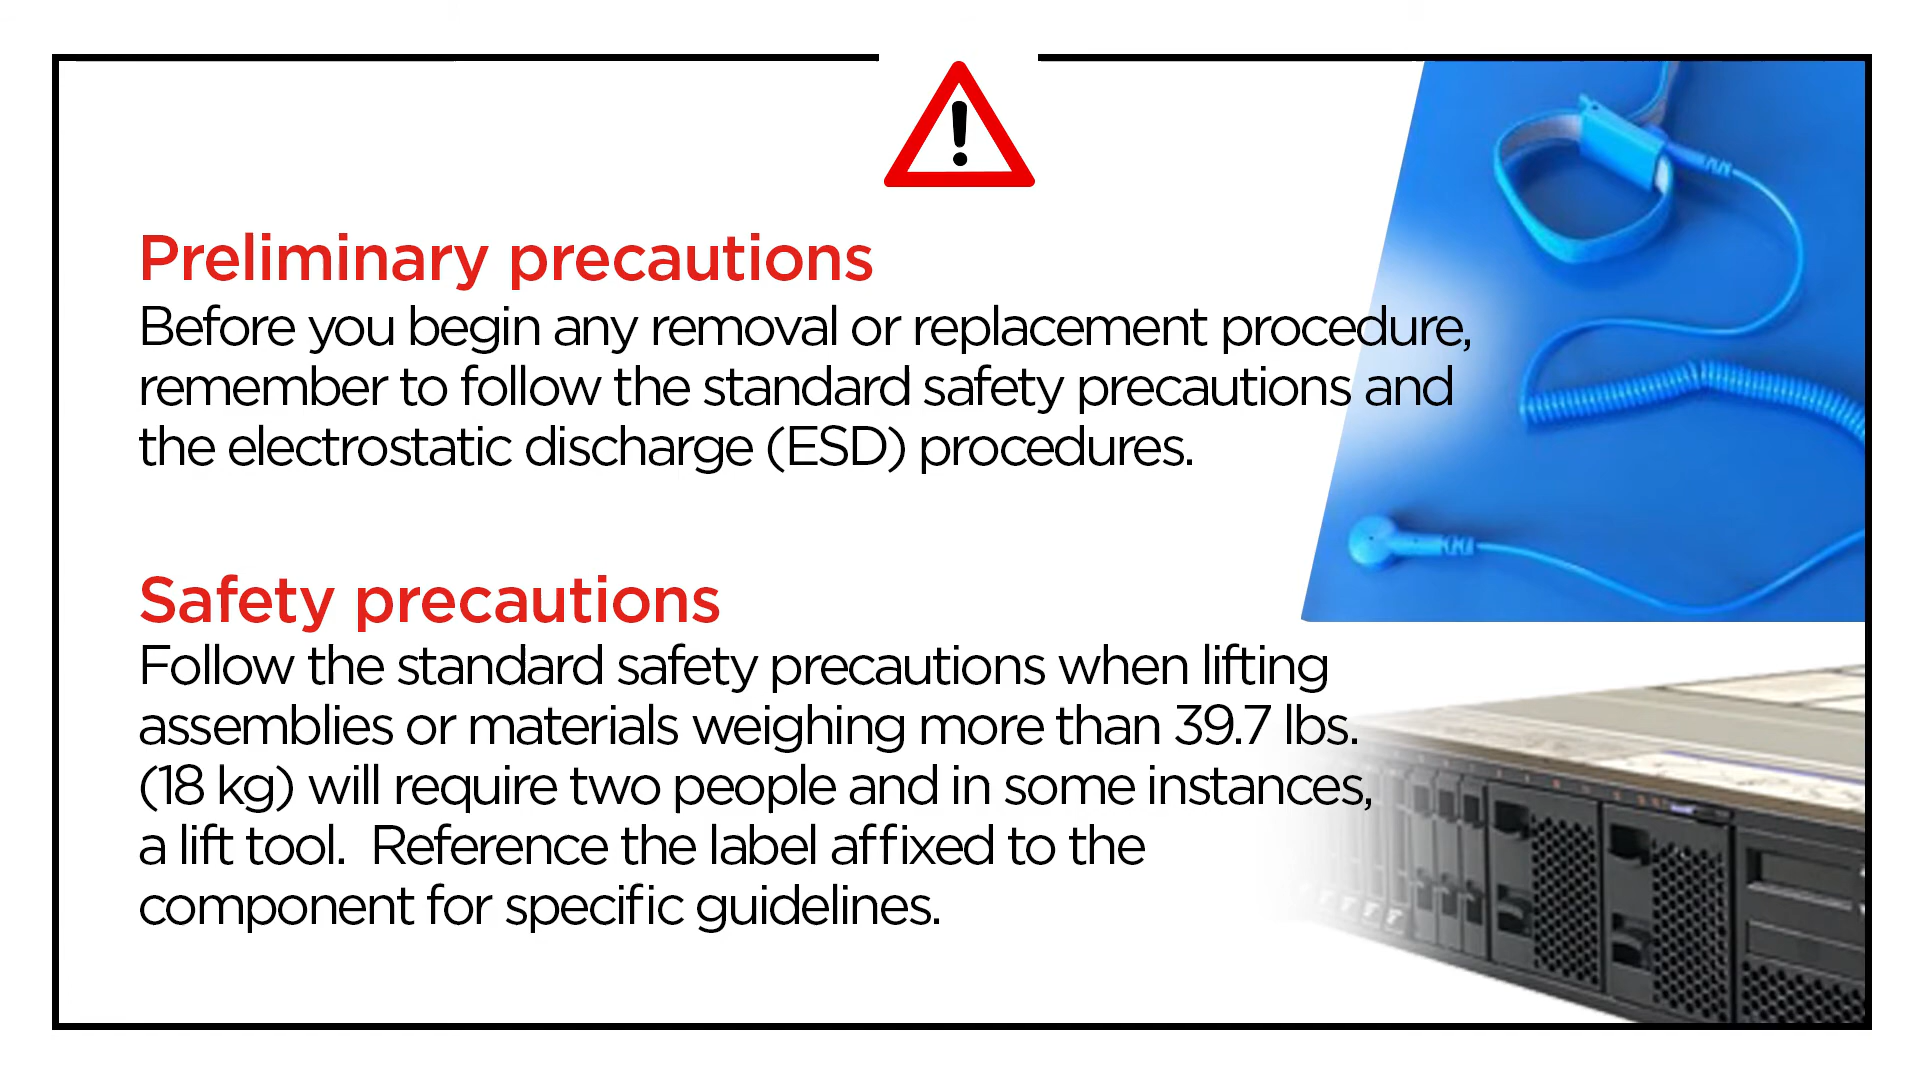 Preliminary precautions
Before you begin any removal or replacement procedure,
remember to follow the standard safety precautions and
the electrostatic discharge (ESD) procedures.
Safety precautions
Follow the standard safety precautions when lifting
assemblies or materials weighing more than 39.7 lbs.
(18 kg) will require two people and in some instances,
a lift tool.  Reference the label affixed to the
component for specific guidelines.